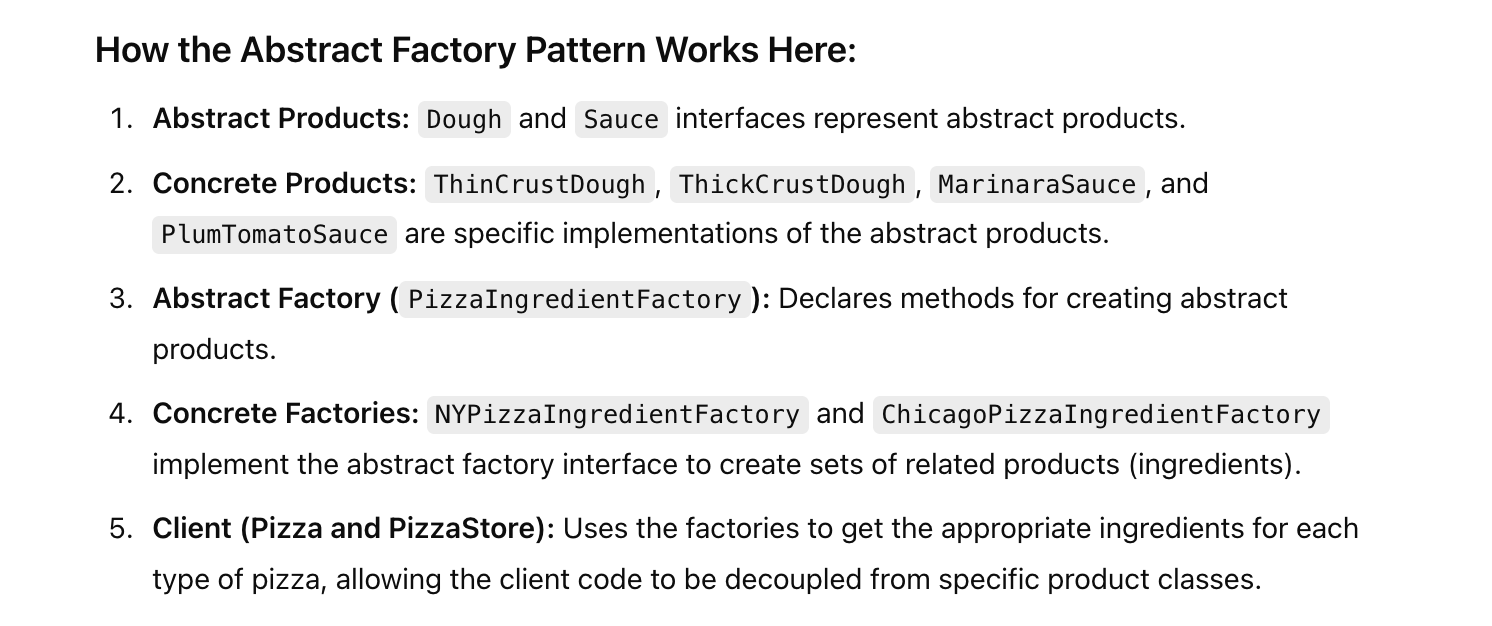 How the Abstract Factory Pattern Works Here:
1. Abstract Products: Dough and Sauce interfaces represent abstract products.
2. Concrete Products: ThinCrustDough, ThickCrustDough, MarinaraSauce, and
PlumTomatoSauce are specific implementations of the abstract products.
3. Abstract Factory (PizzaIngredientFactory): Declares methods for creating abstract
products.
4. Concrete Factories: NYPizzaIngredientFactory and ChicagoPizzaIngredientFactory
implement the abstract factory interface to create sets of related products (ingredients).
5. Client (Pizza and PizzaStore): Uses the factories to get the appropriate ingredients for each
type of pizza, allowing the client code to be decoupled from specific product classes.